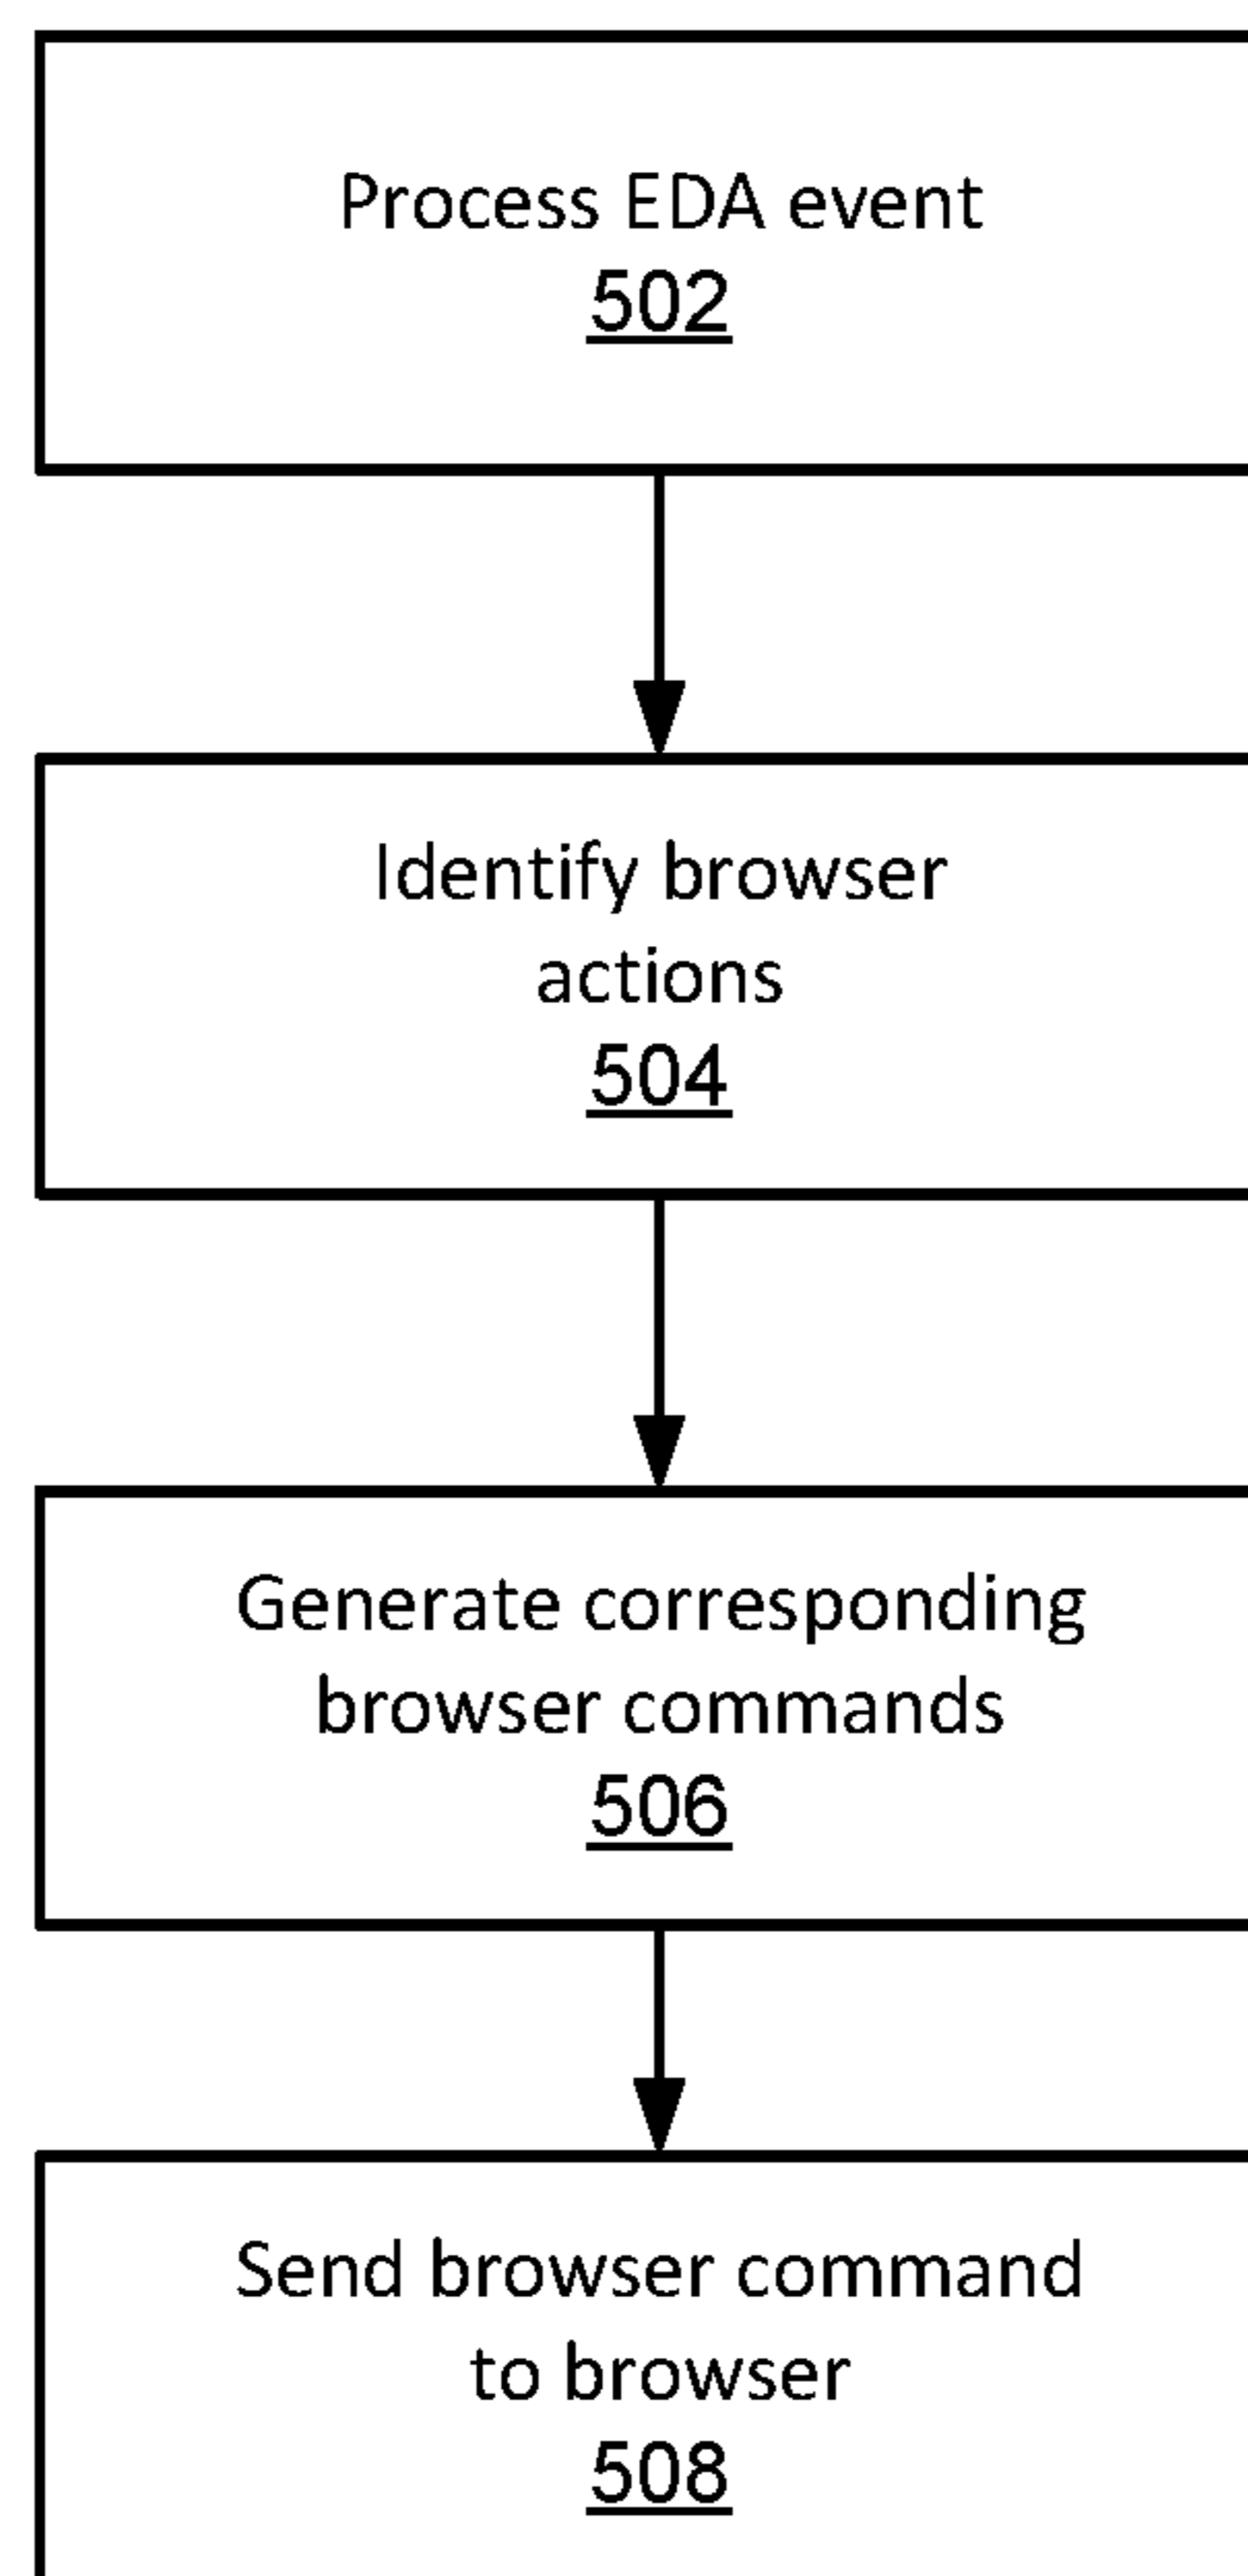 Process EDA event
502
Identify browser
actions
504
Generate corresponding
browser commands
506
Send browser command
to browser
508